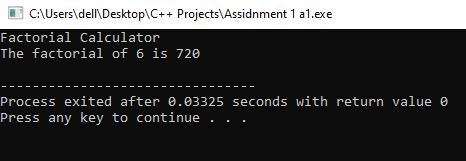 C:\Users\dell\Desktop\C++ Projects\Assidnment 1 a1.exe
Factorial Calculator
The factorial of 6 is 720
--------------------------------
Process exited after 0.03325 seconds with return value 0
Press any key to continue . . .